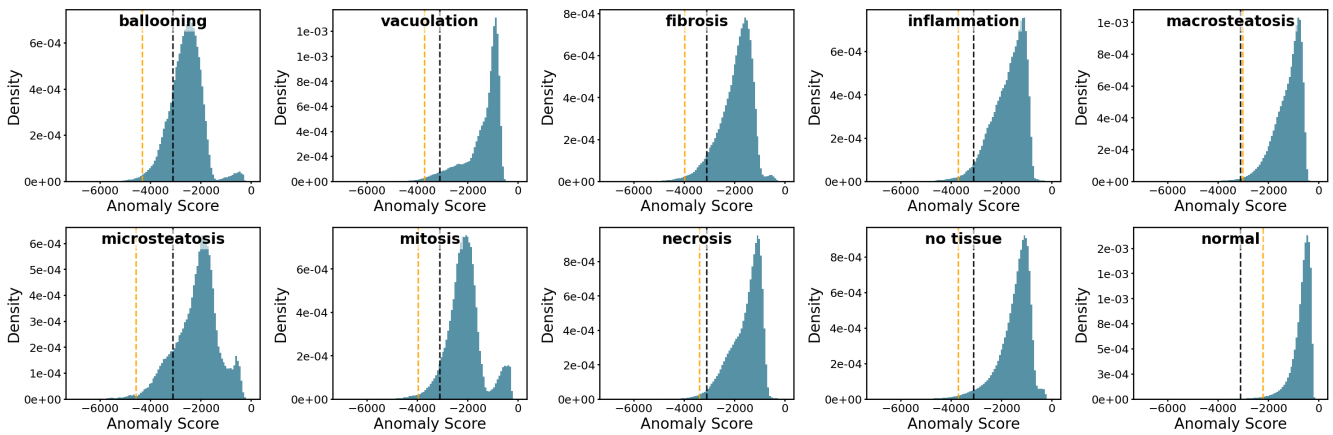 ballooning
6e-04
4e-04
2e-04
0e+00
Density
−6000 −4000 −2000 0
Anomaly Score
vacuolation
1e-03
8e-04
6e-04
4e-04
2e-04
0e+00
Density
−6000 −4000 −2000 0
Anomaly Score
fibrosis
8e-04
6e-04
4e-04
2e-04
0e+00
Density
−6000 −4000 −2000 0
Anomaly Score
inflammation
6e-04
4e-04
2e-04
0e+00
Density
−6000 −4000 −2000 0
Anomaly Score
macrosteatosis
1e-03
8e-04
6e-04
4e-04
2e-04
0e+00
Density
−6000 −4000 −2000 0
Anomaly Score
microsteatosis
6e-04
5e-04
4e-04
3e-04
2e-04
1e-04
0e+00
Density
−6000 −4000 −2000 0
Anomaly Score
mitosis
6e-04
4e-04
2e-04
0e+00
Density
−6000 −4000 −2000 0
Anomaly Score
necrosis
8e-04
6e-04
4e-04
2e-04
0e+00
Density
−6000 −4000 −2000 0
Anomaly Score
no tissue
8e-04
6e-04
4e-04
2e-04
0e+00
Density
−6000 −4000 −2000 0
Anomaly Score
normal
2e-03
1e-03
1e-03
8e-04
5e-04
3e-04
0e+00
Density
−6000 −4000 −2000 0
Anomaly Score